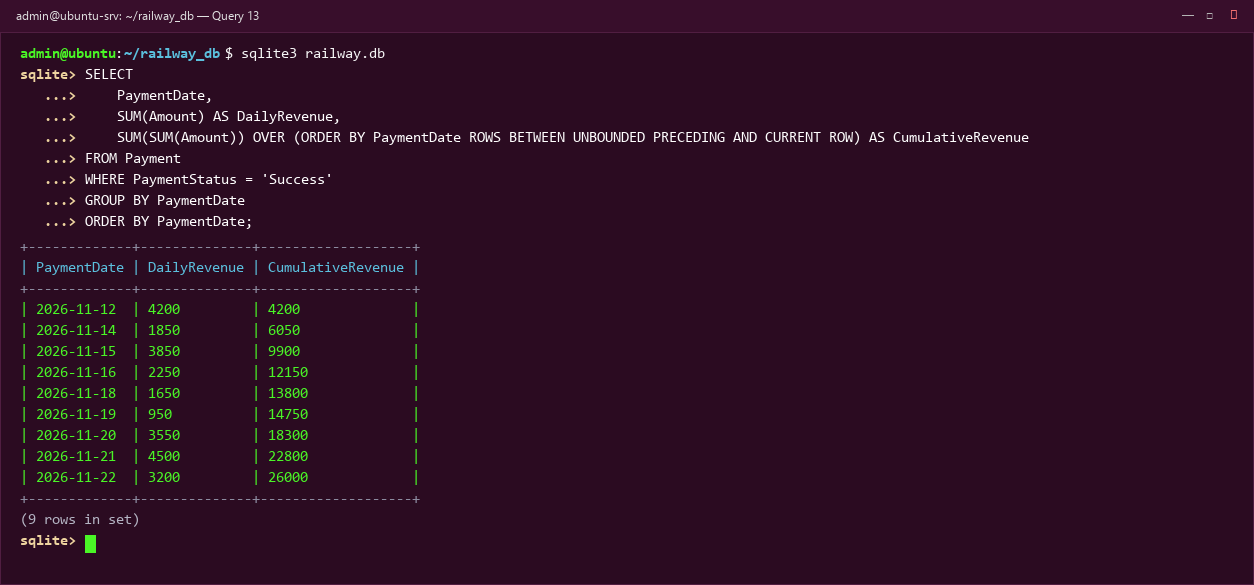 admin@ubuntu-srv: ~/railway_db — Query 13
admin@ubuntu:~/railway_db $ sqlite3 railway.db
sqlite> SELECT
...> PaymentDate,
...> SUM(Amount) AS DailyRevenue,
...> SUM(SUM(Amount)) OVER (ORDER BY PaymentDate ROWS BETWEEN UNBOUNDED PRECEDING AND CURRENT ROW) AS CumulativeRevenue
...> FROM Payment
...> WHERE PaymentStatus = 'Success'
...> GROUP BY PaymentDate
...> ORDER BY PaymentDate;
+-------------+--------------+-------------------+
| PaymentDate | DailyRevenue | CumulativeRevenue |
+-------------+--------------+-------------------+
| 2026-11-12  | 4200         | 4200              |
| 2026-11-14  | 1850         | 6050              |
| 2026-11-15  | 3850         | 9900              |
| 2026-11-16  | 2250         | 12150             |
| 2026-11-18  | 1650         | 13800             |
| 2026-11-19  | 950          | 14750             |
| 2026-11-20  | 3550         | 18300             |
| 2026-11-21  | 4500         | 22800             |
| 2026-11-22  | 3200         | 26000             |
+-------------+--------------+-------------------+
(9 rows in set)
sqlite>